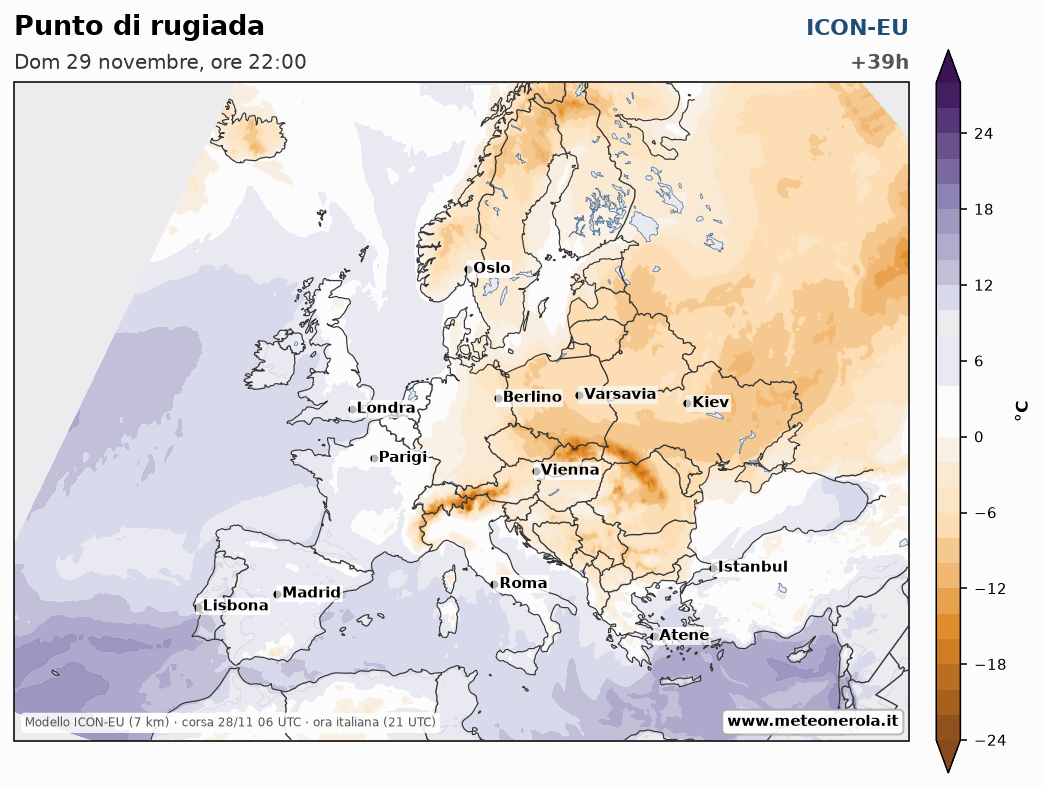 Punto di rugiada
ICON-EU
Dom 29 novembre, ore 22:00
+39h
Oslo
Berlino
Varsavia
Kiev
Londra
Parigi
Vienna
Istanbul
Roma
Madrid
Lisbona
Atene
Modello ICON-EU (7 km) · corsa 28/11 06 UTC · ora italiana (21 UTC)
www.meteonerola.it
24
18
12
6
0
−6
−12
−18
−24
°C